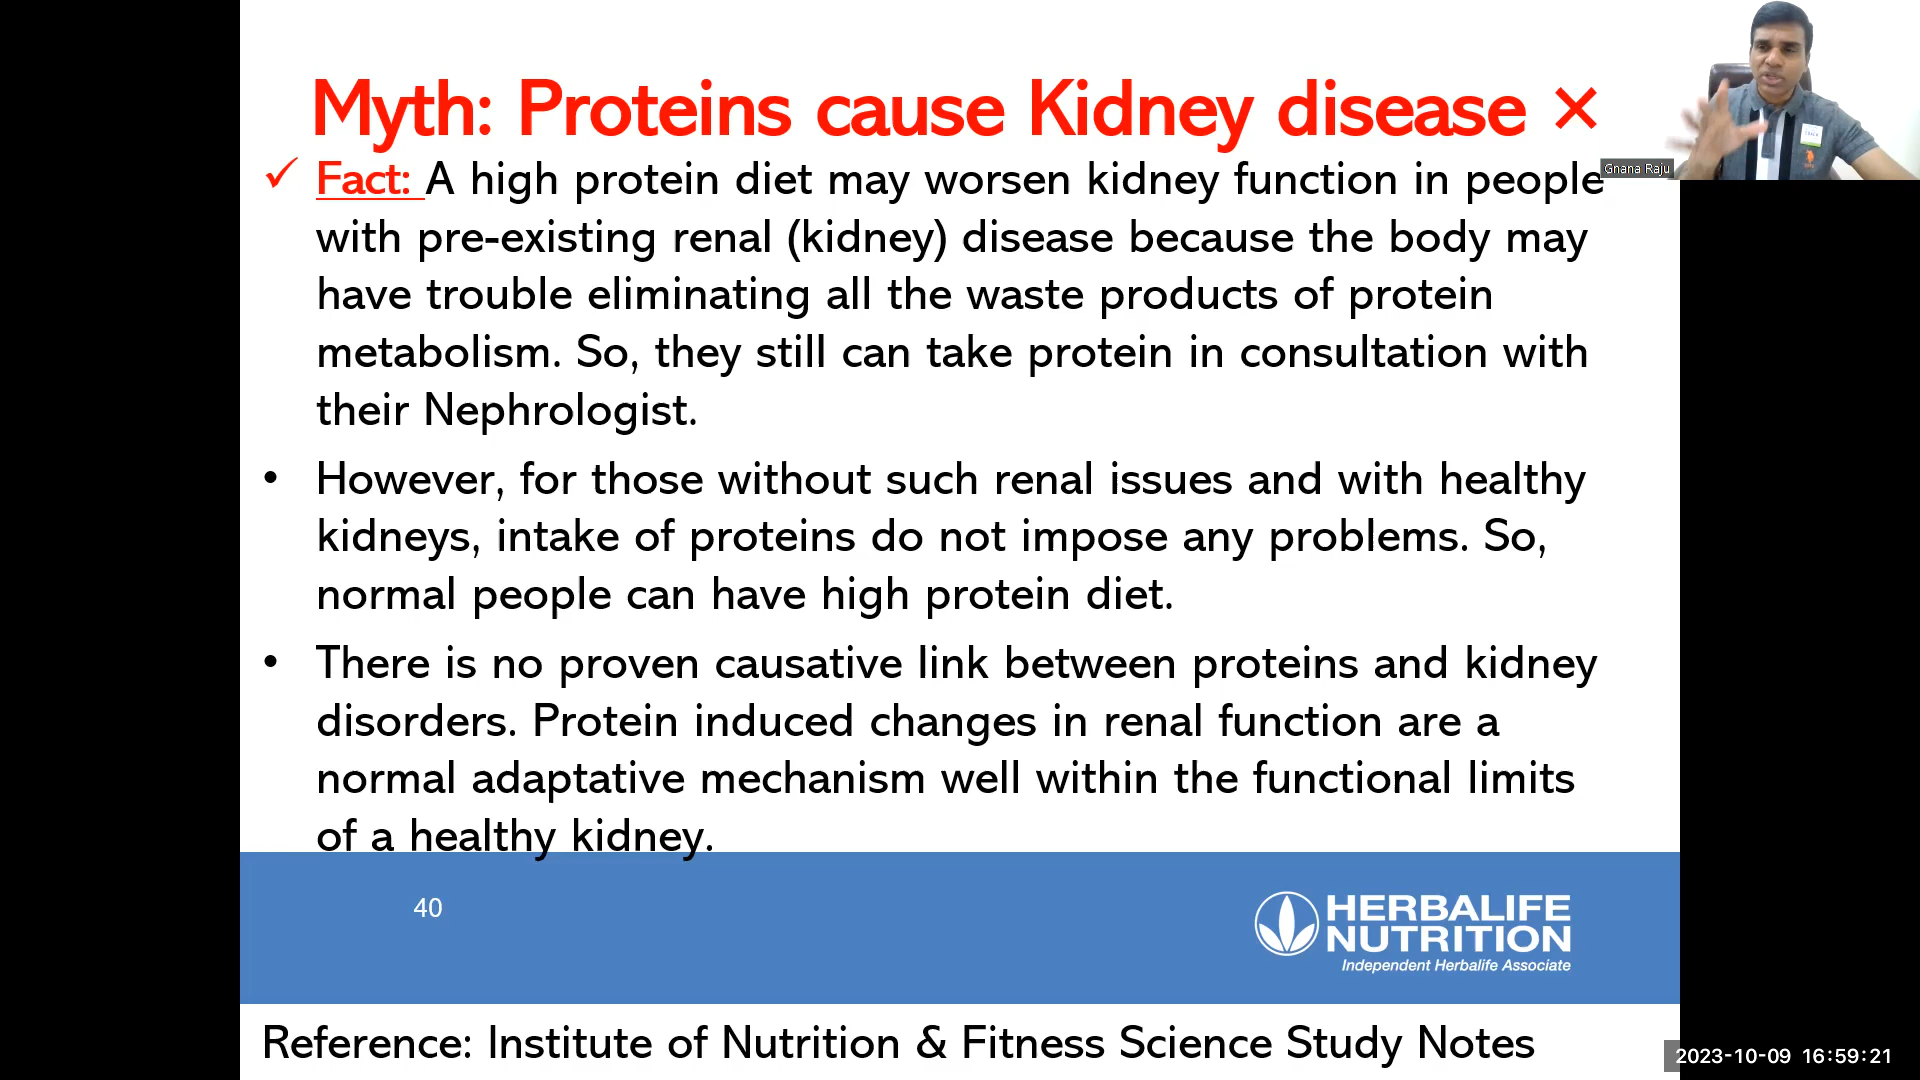 Myth: Proteins cause Kidney disease ×
✓ Fact: A high protein diet may worsen kidney function in people
with pre-existing renal (kidney) disease because the body may
have trouble eliminating all the waste products of protein
metabolism. So, they still can take protein in consultation with
their Nephrologist.
• However, for those without such renal issues and with healthy
kidneys, intake of proteins do not impose any problems. So,
normal people can have high protein diet.
• There is no proven causative link between proteins and kidney
disorders. Protein induced changes in renal function are a
normal adaptative mechanism well within the functional limits
of a healthy kidney.
40
HERBALIFE
NUTRITION
Independent Herbalife Associate
Reference: Institute of Nutrition & Fitness Science Study Notes
Gnana Raju
2023-10-09 16:59:21